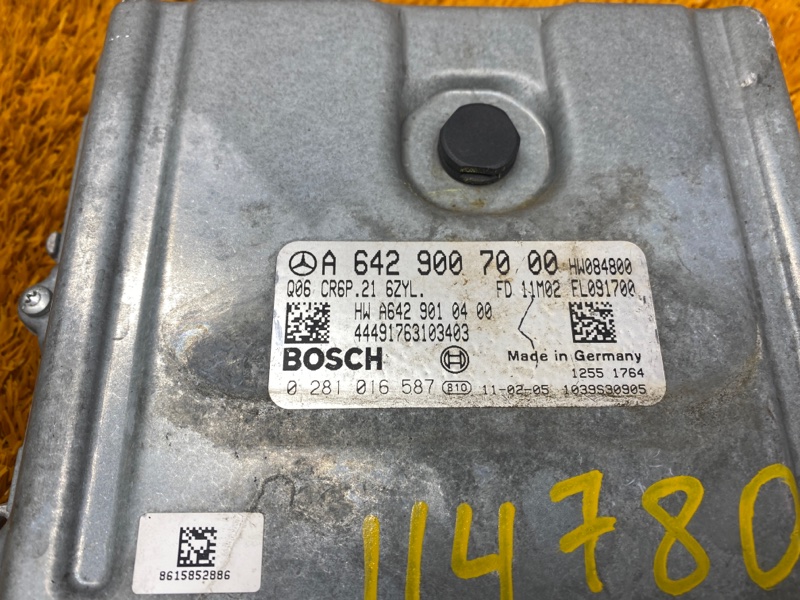 A 642 900 70 00 HW084800
Q06 CR6P.21 6ZYL. FD 11M02 FL091700
HW A642 901 04 00
44491763103403
BOSCH Made in Germany
1255 1764
0 281 016 587 B10 11-02-05 1039S30905
114780
8615852886